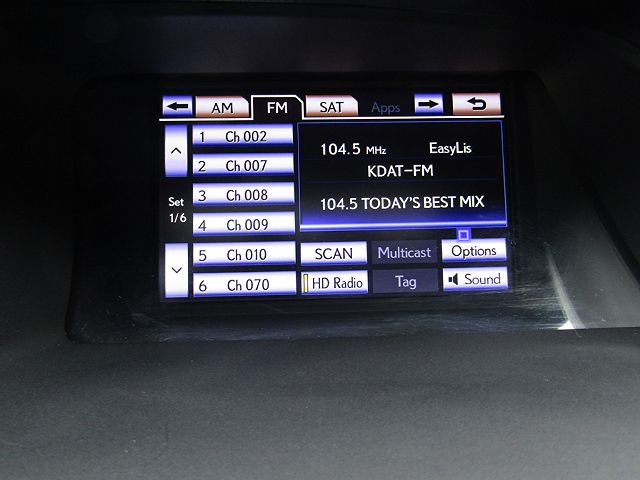 AM FM SAT Apps
1 Ch 002
2 Ch 007
3 Ch 008
4 Ch 009
5 Ch 010
6 Ch 070
Set
1/6
104.5 MHz EasyLis
KDAT-FM
104.5 TODAY'S BEST MIX
SCAN Multicast Options
HD Radio Tag Sound